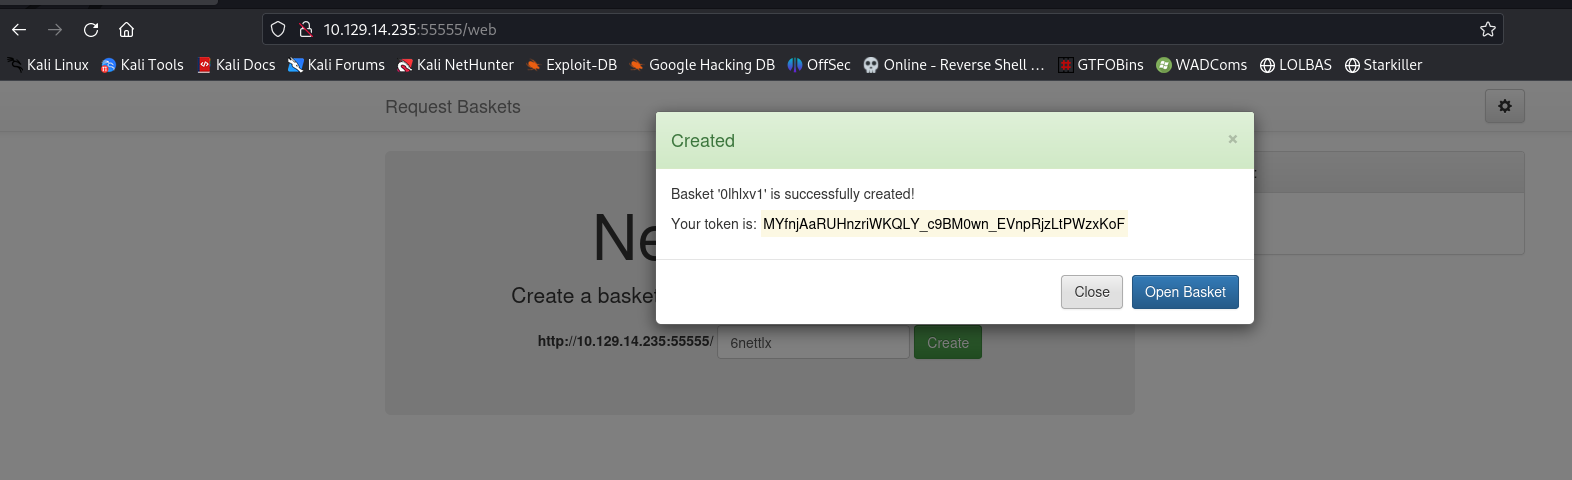 10.129.14.235:55555/web
Kali Linux Kali Tools Kali Docs Kali Forums Kali NetHunter Exploit-DB Google Hacking DB OffSec Online - Reverse Shell … GTFOBins WADComs LOLBAS Starkiller
Request Baskets
Created ×
Basket '0lhlxv1' is successfully created!
Your token is: MYfnjAaRUHnzriWKQLY_c9BM0wn_EVnpRjzLtPWzxKoF
Ne
Create a basket
Close Open Basket
http://10.129.14.235:55555/ 6nettlx Create